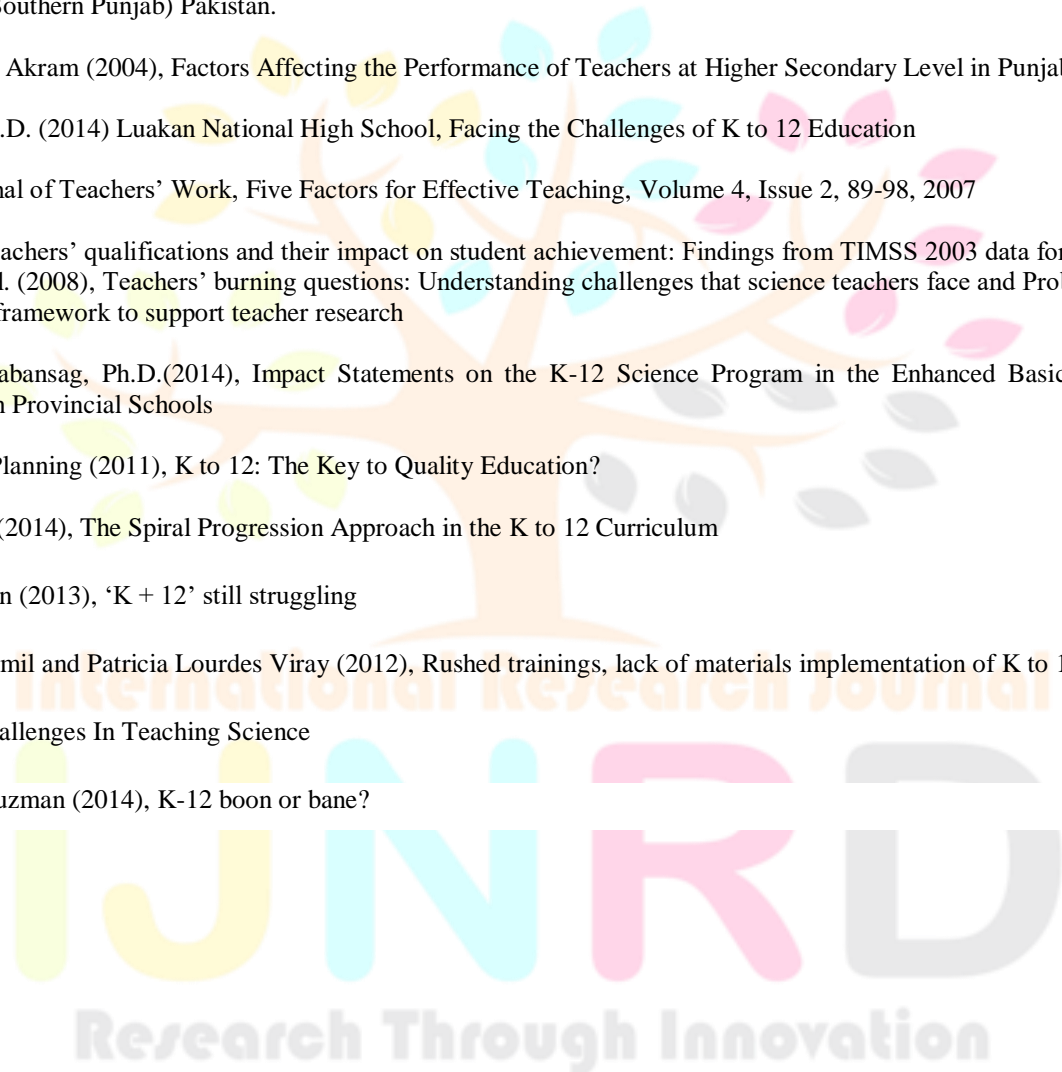 Southern Punjab) Pakistan.
Akram (2004), Factors Affecting the Performance of Teachers at Higher Secondary Level in Punjab
.D. (2014) Luakan National High School, Facing the Challenges of K to 12 Education
nal of Teachers’ Work, Five Factors for Effective Teaching, Volume 4, Issue 2, 89-98, 2007
achers’ qualifications and their impact on student achievement: Findings from TIMSS 2003 data for
l. (2008), Teachers’ burning questions: Understanding challenges that science teachers face and Pro
framework to support teacher research
abansag, Ph.D.(2014), Impact Statements on the K-12 Science Program in the Enhanced Basic
n Provincial Schools
Planning (2011), K to 12: The Key to Quality Education?
(2014), The Spiral Progression Approach in the K to 12 Curriculum
n (2013), ‘K + 12’ still struggling
mil and Patricia Lourdes Viray (2012), Rushed trainings, lack of materials implementation of K to 1
International Research Journal
allenges In Teaching Science
uzman (2014), K-12 boon or bane?
IJNRD
Research Through Innovation